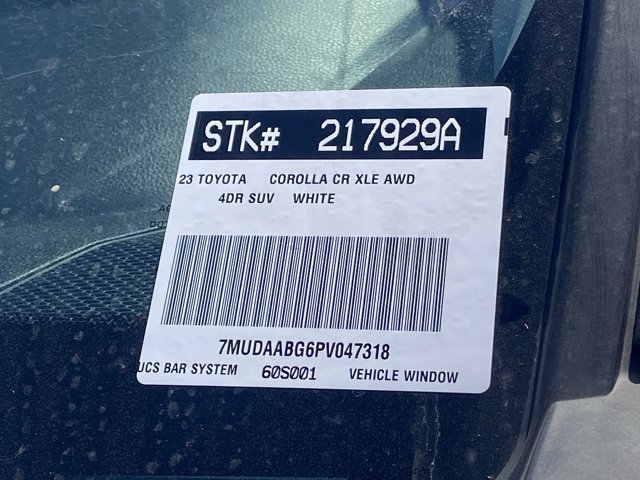 STK# 217929A
23 TOYOTA COROLLA CR XLE AWD
4DR SUV WHITE
7MUDAABG6PV047318
UCS BAR SYSTEM 60S001 VEHICLE WINDOW